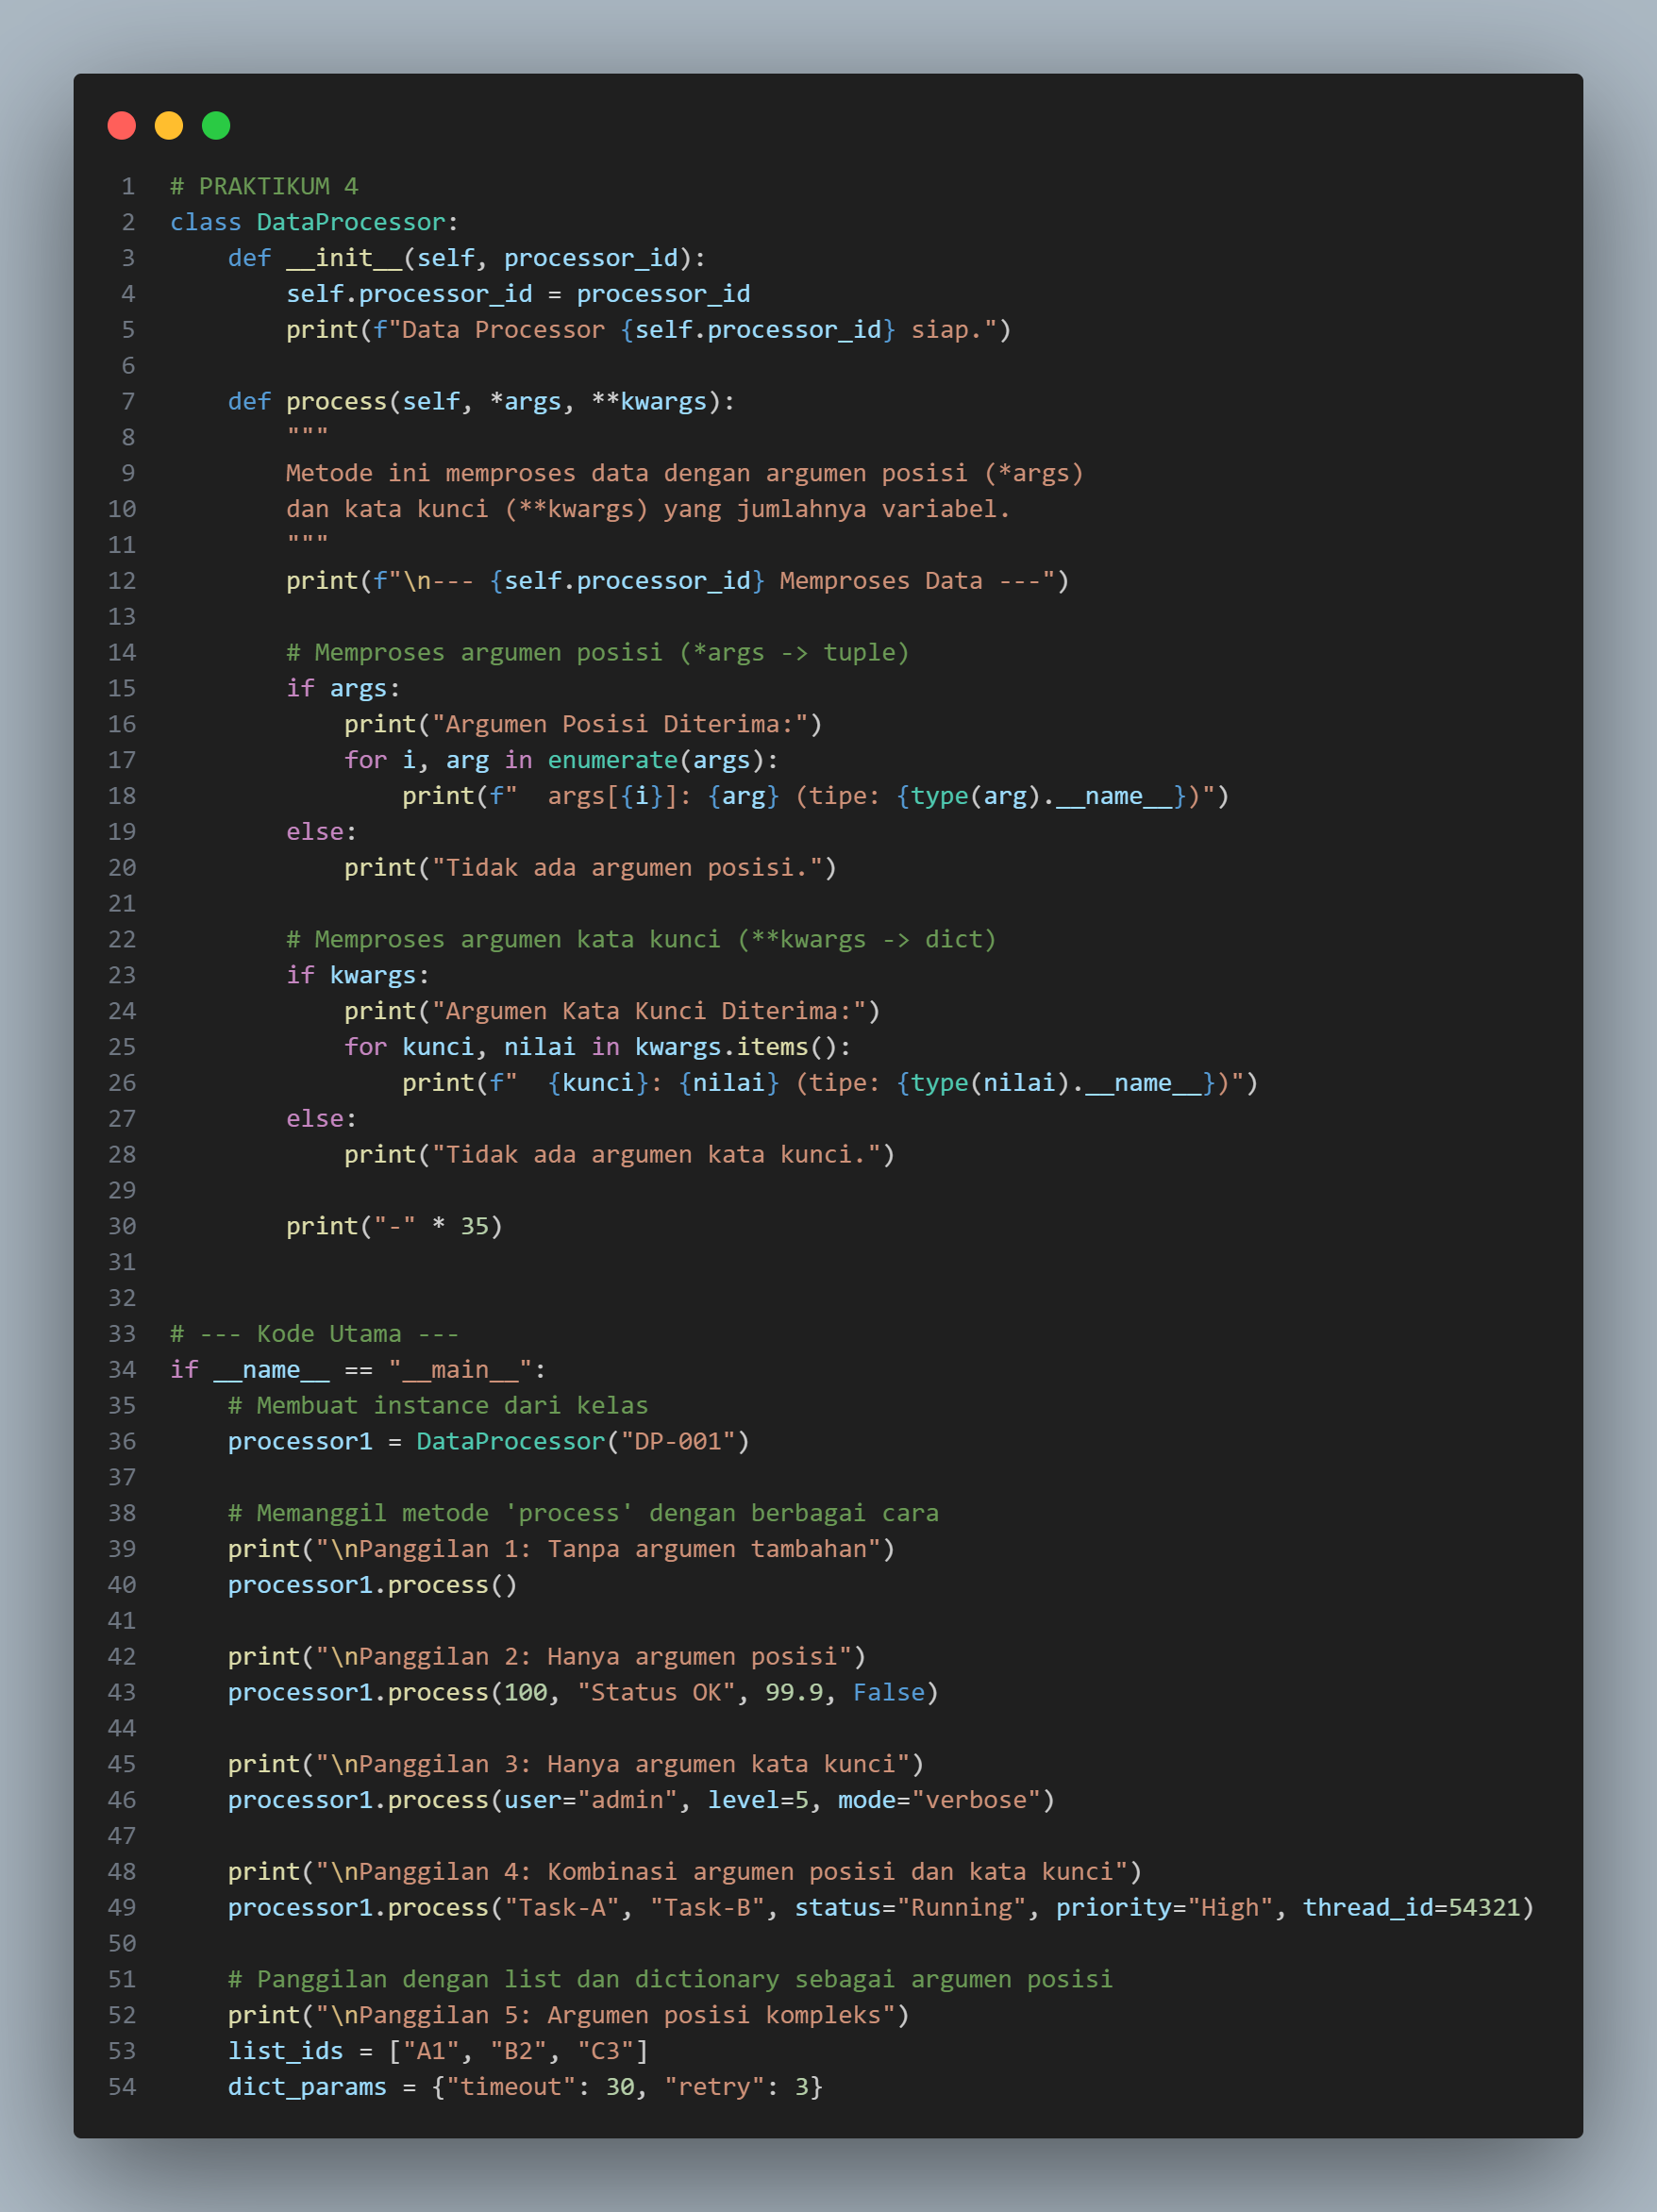 1 # PRAKTIKUM 4
2 class DataProcessor:
3     def __init__(self, processor_id):
4         self.processor_id = processor_id
5         print(f"Data Processor {self.processor_id} siap.")
6
7     def process(self, *args, **kwargs):
8         """
9         Metode ini memproses data dengan argumen posisi (*args)
10         dan kata kunci (**kwargs) yang jumlahnya variabel.
11         """
12         print(f"\n--- {self.processor_id} Memproses Data ---")
13
14         # Memproses argumen posisi (*args -> tuple)
15         if args:
16             print("Argumen Posisi Diterima:")
17             for i, arg in enumerate(args):
18                 print(f"  args[{i}]: {arg} (tipe: {type(arg).__name__})")
19         else:
20             print("Tidak ada argumen posisi.")
21
22         # Memproses argumen kata kunci (**kwargs -> dict)
23         if kwargs:
24             print("Argumen Kata Kunci Diterima:")
25             for kunci, nilai in kwargs.items():
26                 print(f"  {kunci}: {nilai} (tipe: {type(nilai).__name__})")
27         else:
28             print("Tidak ada argumen kata kunci.")
29
30         print("-" * 35)
31
32
33 # --- Kode Utama ---
34 if __name__ == "__main__":
35     # Membuat instance dari kelas
36     processor1 = DataProcessor("DP-001")
37
38     # Memanggil metode 'process' dengan berbagai cara
39     print("\nPanggilan 1: Tanpa argumen tambahan")
40     processor1.process()
41
42     print("\nPanggilan 2: Hanya argumen posisi")
43     processor1.process(100, "Status OK", 99.9, False)
44
45     print("\nPanggilan 3: Hanya argumen kata kunci")
46     processor1.process(user="admin", level=5, mode="verbose")
47
48     print("\nPanggilan 4: Kombinasi argumen posisi dan kata kunci")
49     processor1.process("Task-A", "Task-B", status="Running", priority="High", thread_id=54321)
50
51     # Panggilan dengan list dan dictionary sebagai argumen posisi
52     print("\nPanggilan 5: Argumen posisi kompleks")
53     list_ids = ["A1", "B2", "C3"]
54     dict_params = {"timeout": 30, "retry": 3}